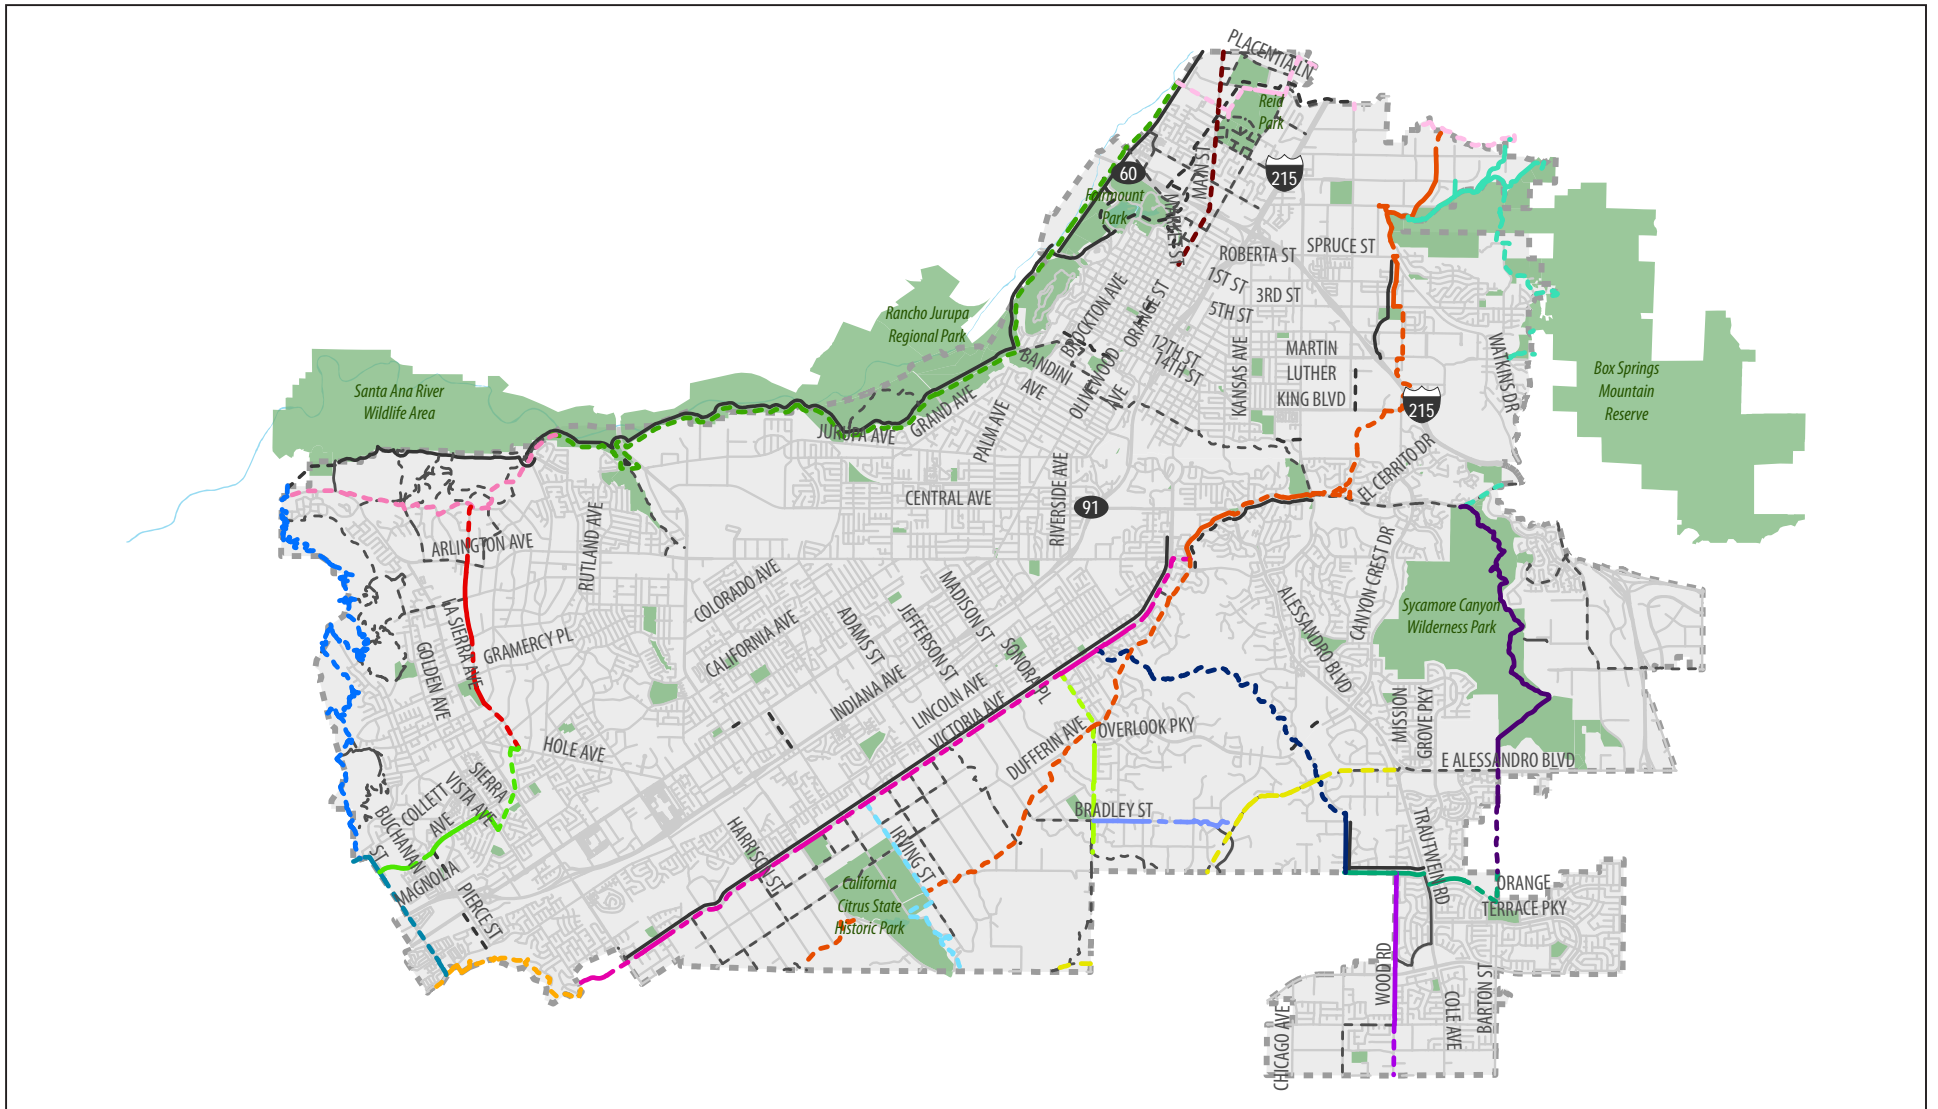 PLACENTIA LN
Reid
Park
60
215
MAIN ST
Fairmount
Park
MARKET ST
ROBERTA ST
SPRUCE ST
1ST ST
3RD ST
5TH ST
Rancho Jurupa
Regional Park
BROCKTON AVE
ORANGE ST
12TH ST
14TH ST
KANSAS AVE
MARTIN
LUTHER
KING BLVD
WATKINS DR
Box Springs
Mountain
Reserve
BANDINI
AVE
OLIVEWOOD
AVE
215
Santa Ana River
Wildlife Area
GRAND AVE
JURUPA AVE
PALM AVE
EL CERRITO DR
CENTRAL AVE
RIVERSIDE AVE
91
ARLINGTON AVE
RUTLAND AVE
COLORADO AVE
MADISON ST
CANYON CREST DR
ALESSANDRO BLVD
Sycamore Canyon
Wilderness Park
LA SIERRA AVE
GRAMERCY PL
GOLDEN AVE
CALIFORNIA AVE
ADAMS ST
JEFFERSON ST
SONORA PL
INDIANA AVE
LINCOLN AVE
VICTORIA AVE
MISSION
GROVE PKY
OVERLOOK PKY
DUFFERIN AVE
HOLE AVE
E ALESSANDRO BLVD
SIERRA
VISTA AVE
COLLETT
AVE
BUCHANAN
ST
BRADLEY ST
TRAUTWEIN RD
HARRISON ST
IRVING ST
MAGNOLIA
PIERCE ST
California
Citrus State
Historic Park
ORANGE
TERRACE PKY
WOOD RD
CHICAGO AVE
COLE AVE
BARTON ST